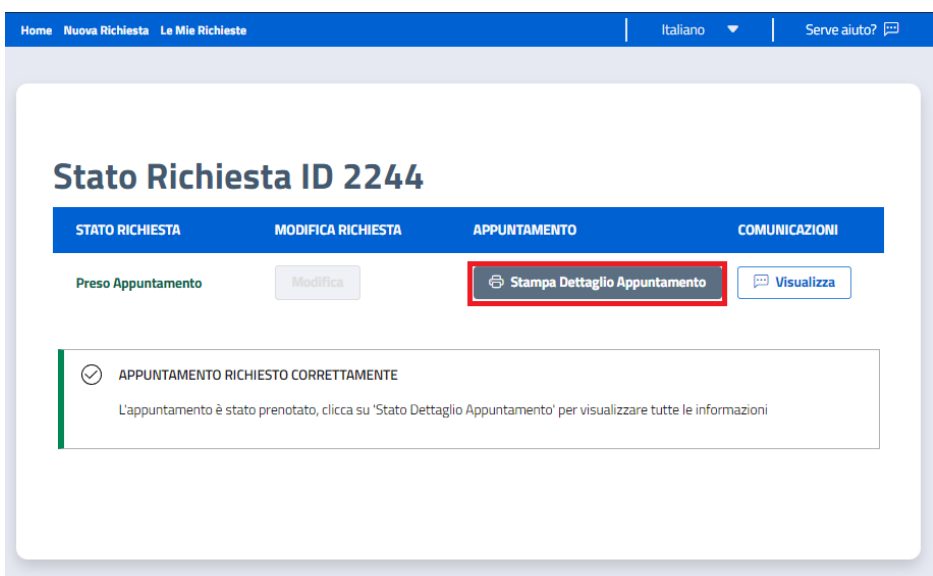 Home Nuova Richiesta Le Mie Richieste Italiano Serve aiuto?
Stato Richiesta ID 2244
STATO RICHIESTA MODIFICA RICHIESTA APPUNTAMENTO COMUNICAZIONI
Preso Appuntamento Modifica Stampa Dettaglio Appuntamento Visualizza
APPUNTAMENTO RICHIESTO CORRETTAMENTE
L'appuntamento è stato prenotato, clicca su 'Stato Dettaglio Appuntamento' per visualizzare tutte le informazioni